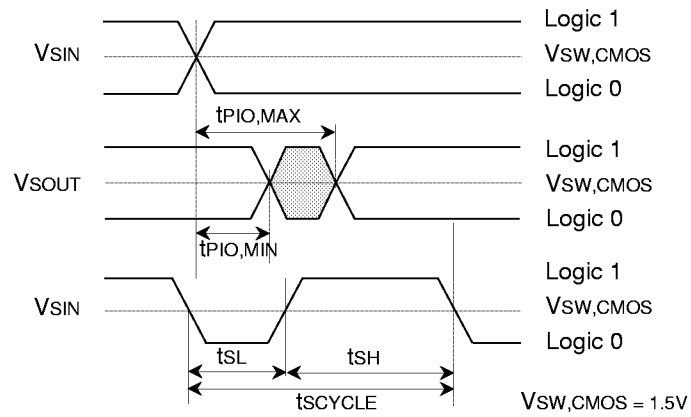 Logic 1
VSIN
VSW,CMOS
Logic 0
tPIO,MAX
Logic 1
VSOUT
VSW,CMOS
Logic 0
tPIO,MIN
Logic 1
VSIN
VSW,CMOS
Logic 0
tSL
tSH
tSCYCLE
VSW,CMOS = 1.5V